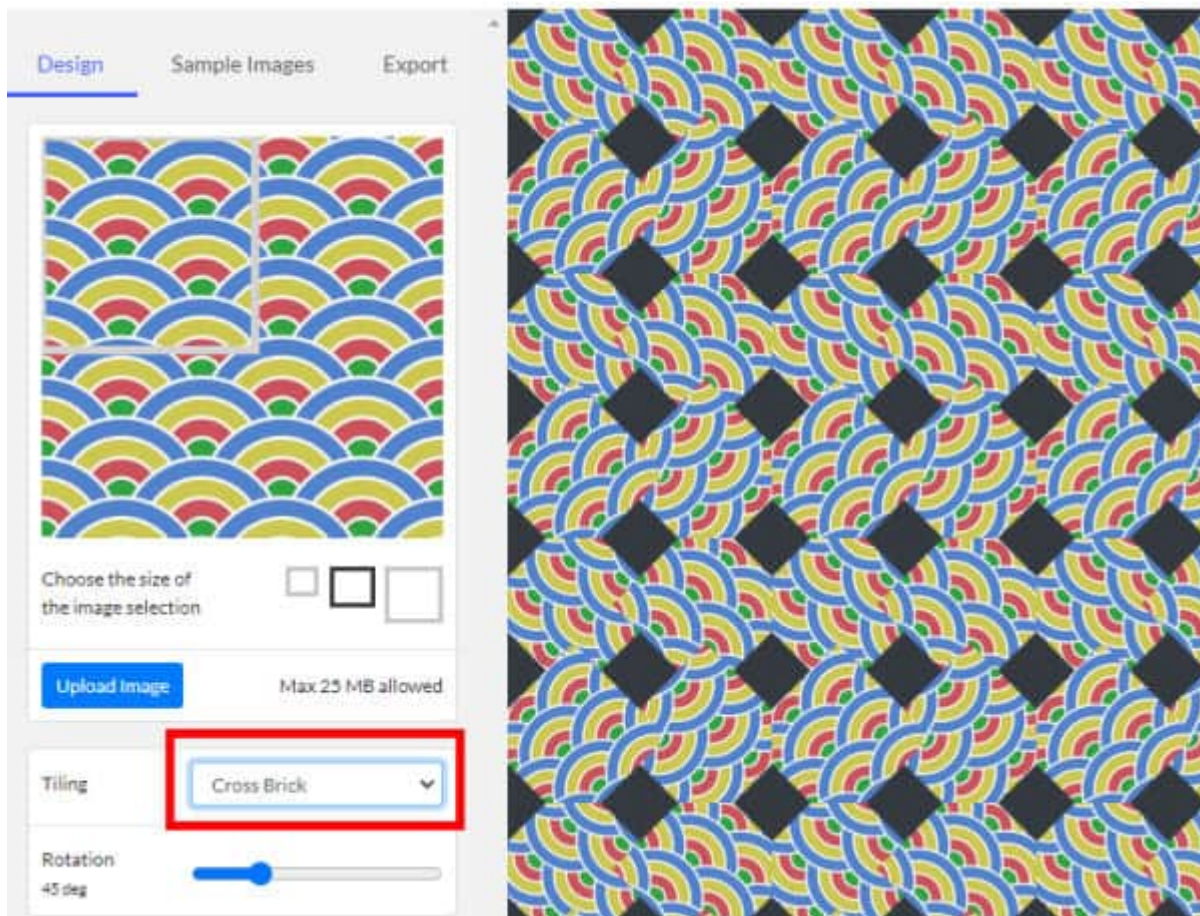 Design Sample Images Export
Choose the size of
the image selection
Upload Image Max 25 MB allowed
Tiling Cross Brick
Rotation
45 deg